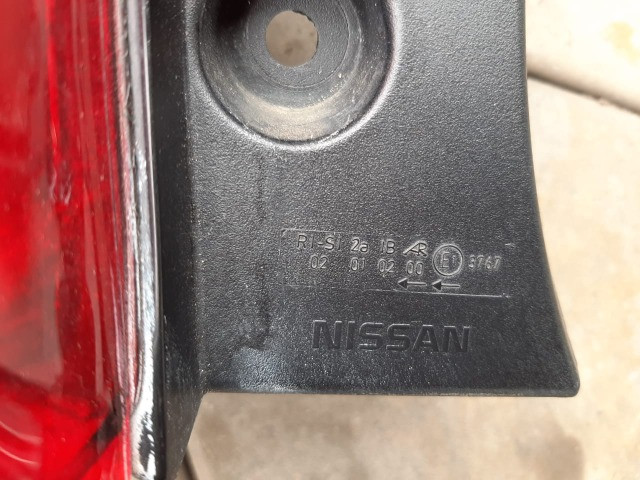 R1-S1 2a 1B AR E1 3767
02 01 02 00
NISSAN